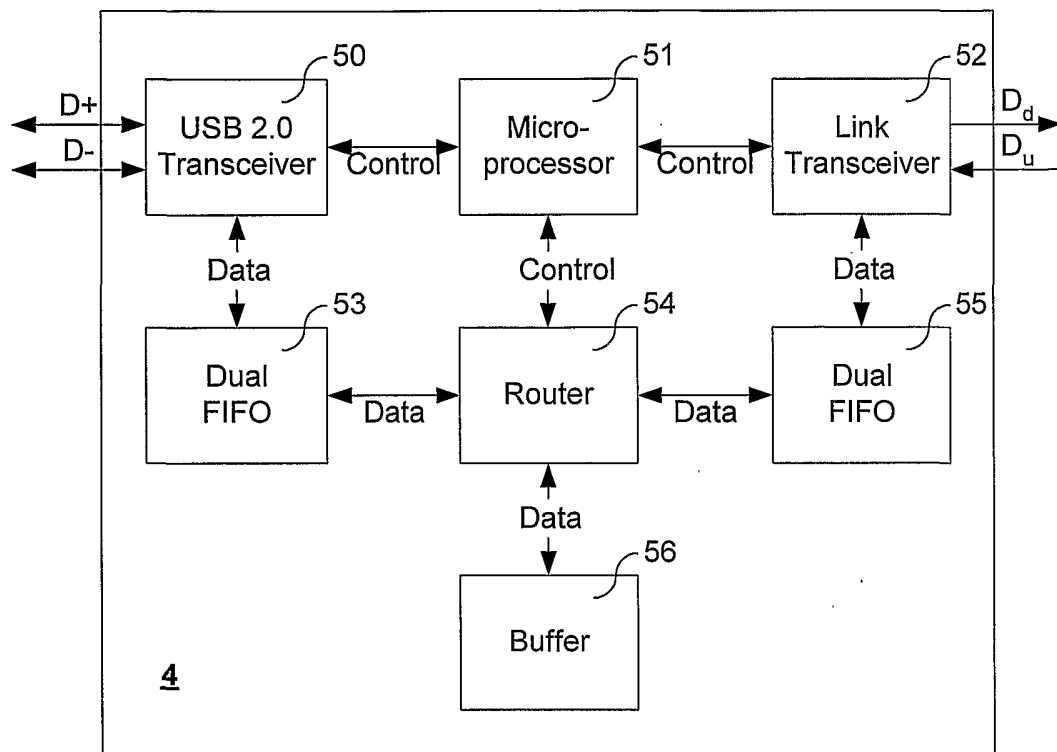 50
51
52
D+
D-
USB 2.0
Transceiver
Control
Micro-
processor
Control
Link
Transceiver
D_d
D_u
Data
Control
Data
53
54
55
Dual
FIFO
Data
Router
Data
Dual
FIFO
Data
56
Buffer
4